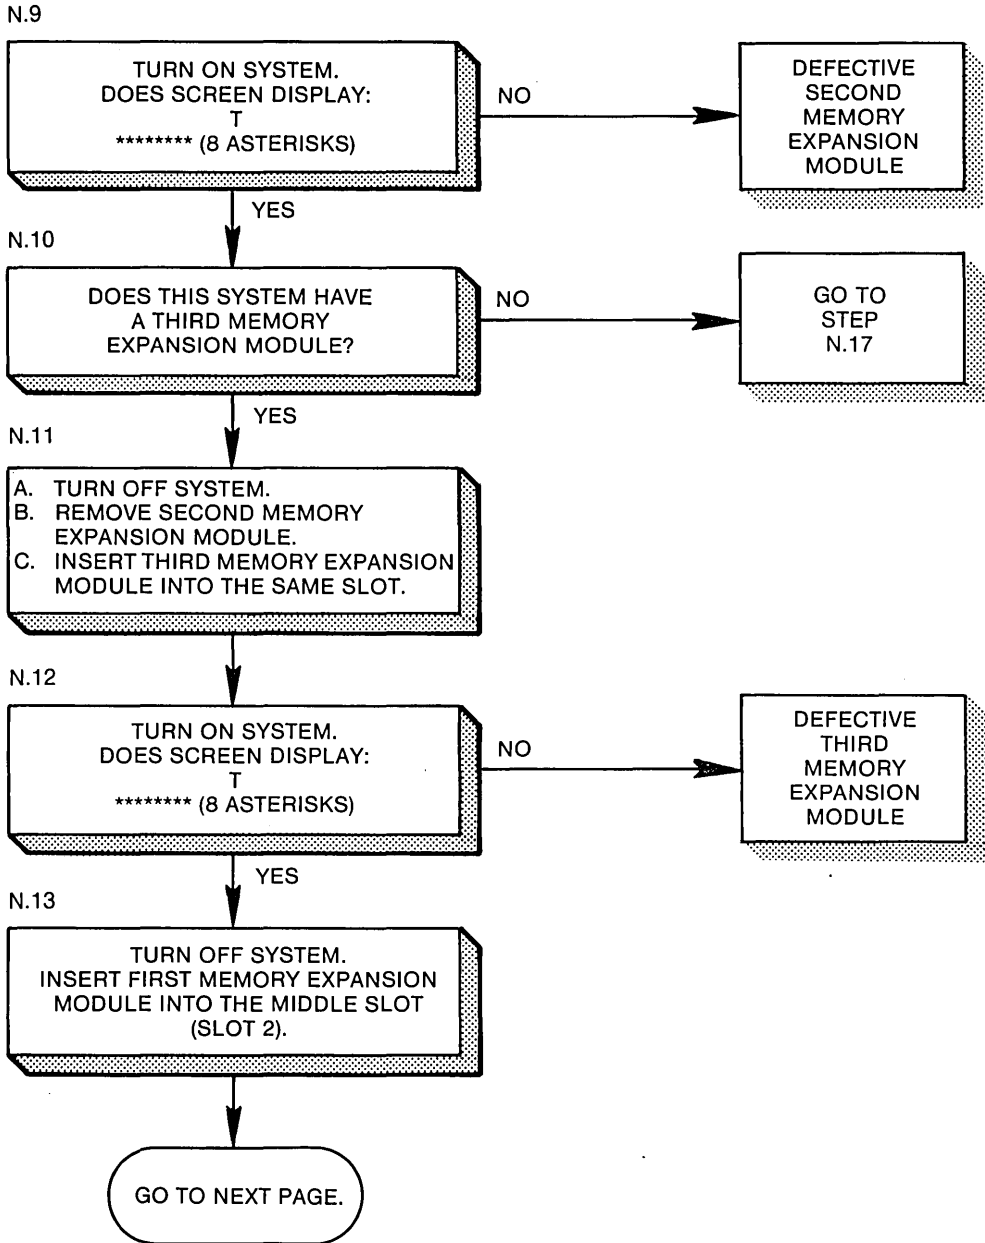 N.9
TURN ON SYSTEM.
DOES SCREEN DISPLAY:
T
******** (8 ASTERISKS)
NO
DEFECTIVE
SECOND
MEMORY
EXPANSION
MODULE
YES
N.10
DOES THIS SYSTEM HAVE
A THIRD MEMORY
EXPANSION MODULE?
NO
GO TO
STEP
N.17
YES
N.11
A. TURN OFF SYSTEM.
B. REMOVE SECOND MEMORY
EXPANSION MODULE.
C. INSERT THIRD MEMORY EXPANSION
MODULE INTO THE SAME SLOT.
N.12
TURN ON SYSTEM.
DOES SCREEN DISPLAY:
T
******** (8 ASTERISKS)
NO
DEFECTIVE
THIRD
MEMORY
EXPANSION
MODULE
YES
N.13
TURN OFF SYSTEM.
INSERT FIRST MEMORY EXPANSION
MODULE INTO THE MIDDLE SLOT
(SLOT 2).
GO TO NEXT PAGE.